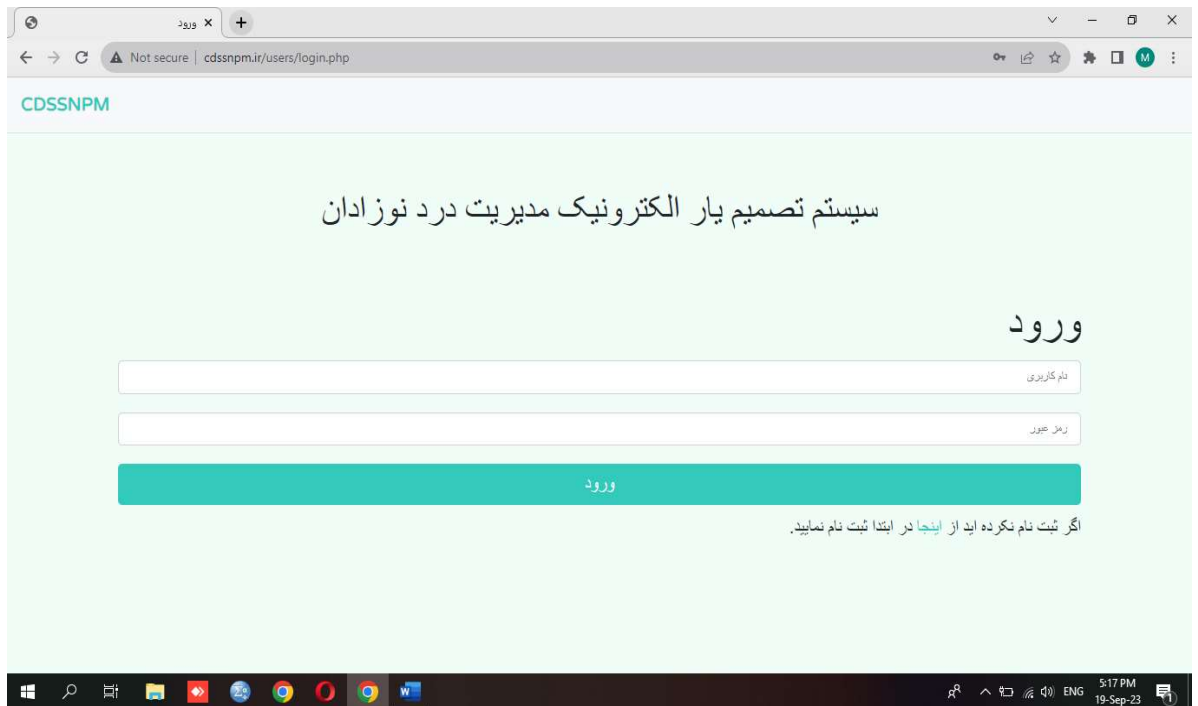 ورود
Not secure | cdssnpm.ir/users/login.php
M
CDSSNPM
سیستم تصمیم یار الکترونیک مدیریت درد نوزادان
ورود
نام کاربری
رمز عبور
ورود
اگر ثبت نام نکرده اید از اینجا در ابتدا ثبت نام نمایید.
ENG
5:17 PM
19-Sep-23
1